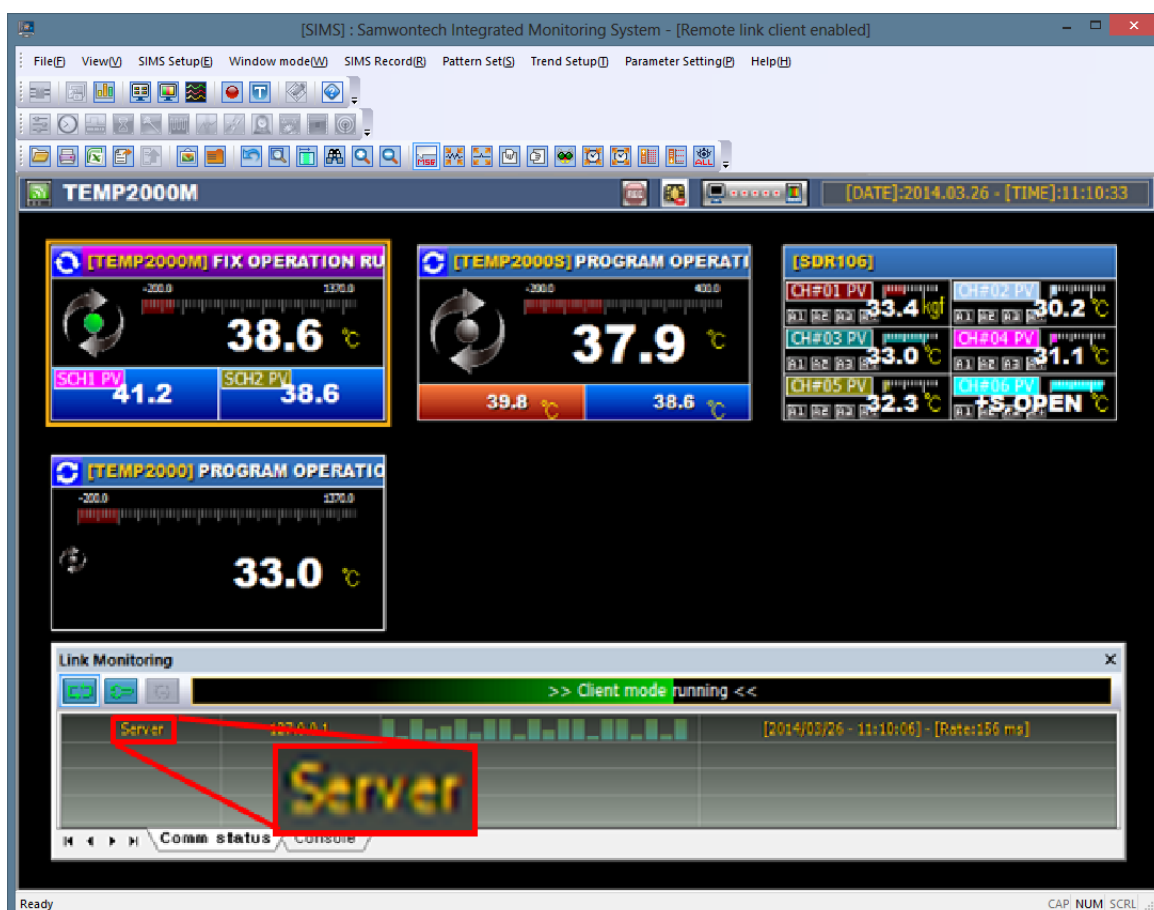 [SIMS] : Samwontech Integrated Monitoring System - [Remote link client enabled]
File(F) View(V) SIMS Setup(E) Window mode(W) SIMS Record(R) Pattern Set(S) Trend Setup(T) Parameter Setting(P) Help(H)
TEMP2000M
[DATE]:2014.03.26 - [TIME]:11:10:33
[TEMP2000M] FIX OPERATION RU
-200.0 1370.0
38.6 ℃
SCH1 PV 41.2
SCH2 PV 38.6
[TEMP2000S] PROGRAM OPERATI
-200.0 400.0
37.9 ℃
39.8 ℃ 38.6 ℃
[SDR106]
CH#01 PV 33.4 kgf CH#02 PV 30.2 ℃
CH#03 PV 33.0 ℃ CH#04 PV 31.1 ℃
CH#05 PV 32.3 ℃ CH#06 PV +S.OPEN ℃
[TEMP2000] PROGRAM OPERATIO
-200.0 1370.0
33.0 ℃
Link Monitoring
>> Client mode running <<
Server 127.0.0.1 [2014/03/26 - 11:10:06] - [Rate:156 ms]
Server
Comm status Console
Ready CAP NUM SCRL